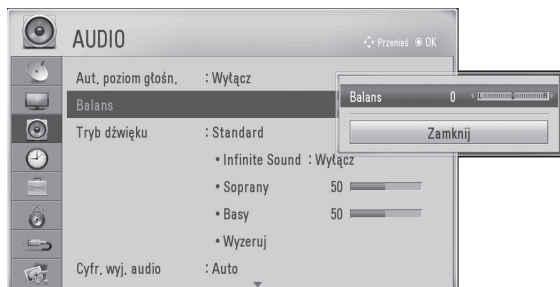 AUDIO
Przenieś OK
Aut. poziom głośn. : Wyłącz
Balans
Balans 0 L R
Zamknij
Tryb dźwięku : Standard
• Infinite Sound : Wyłącz
• Soprany 50
• Basy 50
• Wyzeruj
Cyfr. wyj. audio : Auto